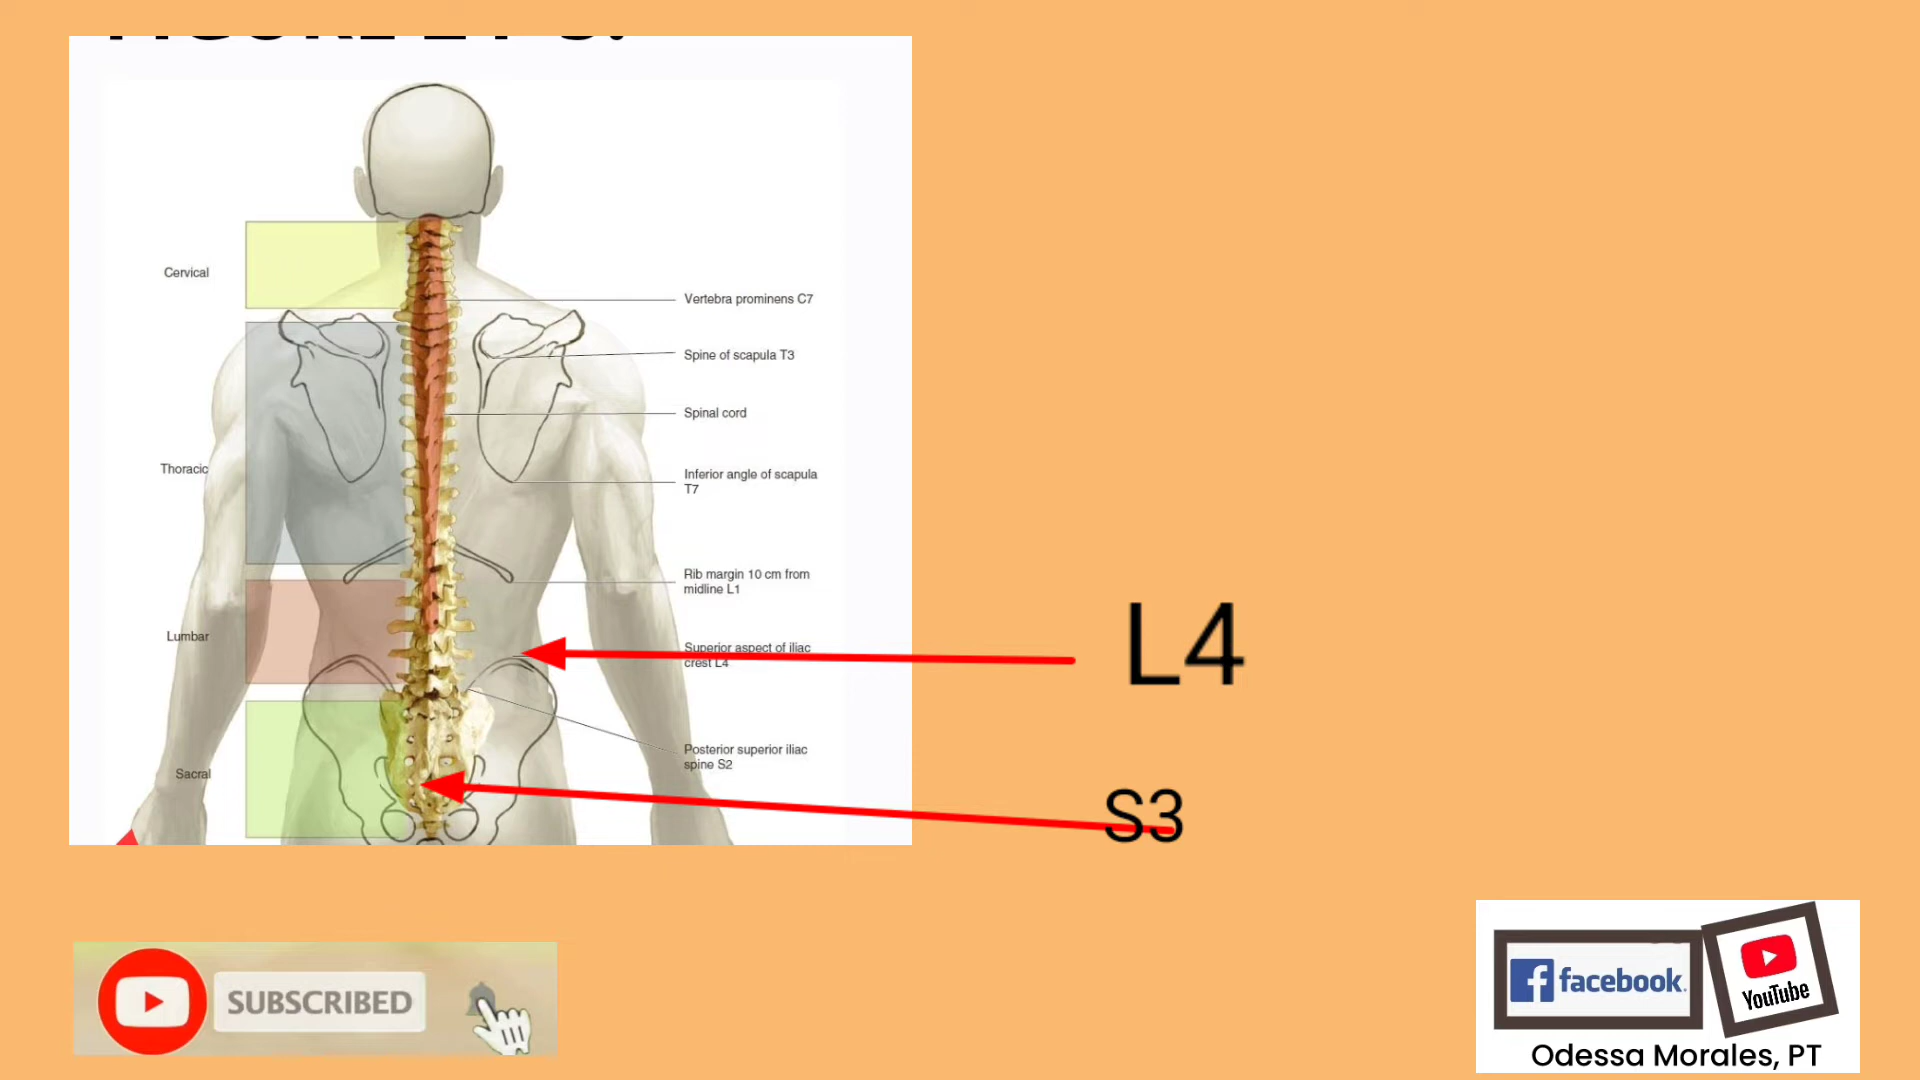 Cervical
Vertebra prominens C7
Spine of scapula T3
Spinal cord
Thoracic
Inferior angle of scapula
T7
Rib margin 10 cm from
midline L1
Lumbar
Superior aspect of iliac
crest L4
L4
Posterior superior iliac
spine S2
Sacral
S3
SUBSCRIBED
facebook.
YouTube
Odessa Morales, PT